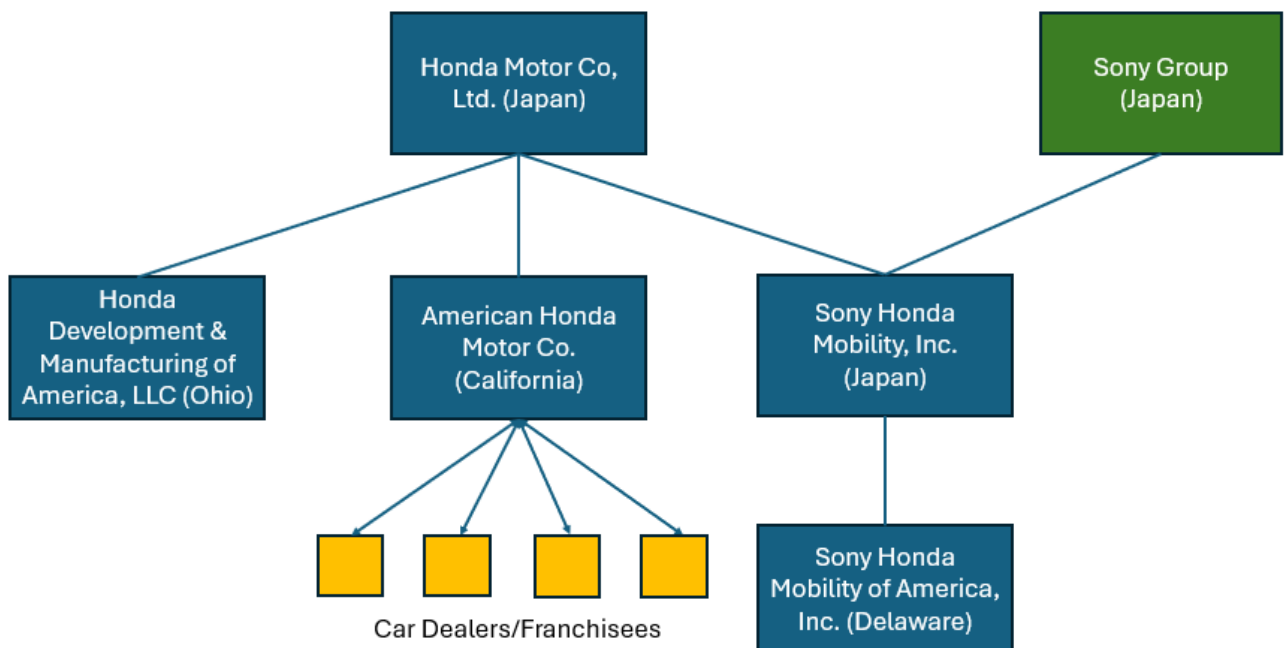 Honda Motor Co,
Ltd. (Japan)
Sony Group
(Japan)
Honda
Development &
Manufacturing of
America, LLC (Ohio)
American Honda
Motor Co.
(California)
Sony Honda
Mobility, Inc.
(Japan)
Car Dealers/Franchisees
Sony Honda
Mobility of America,
Inc. (Delaware)